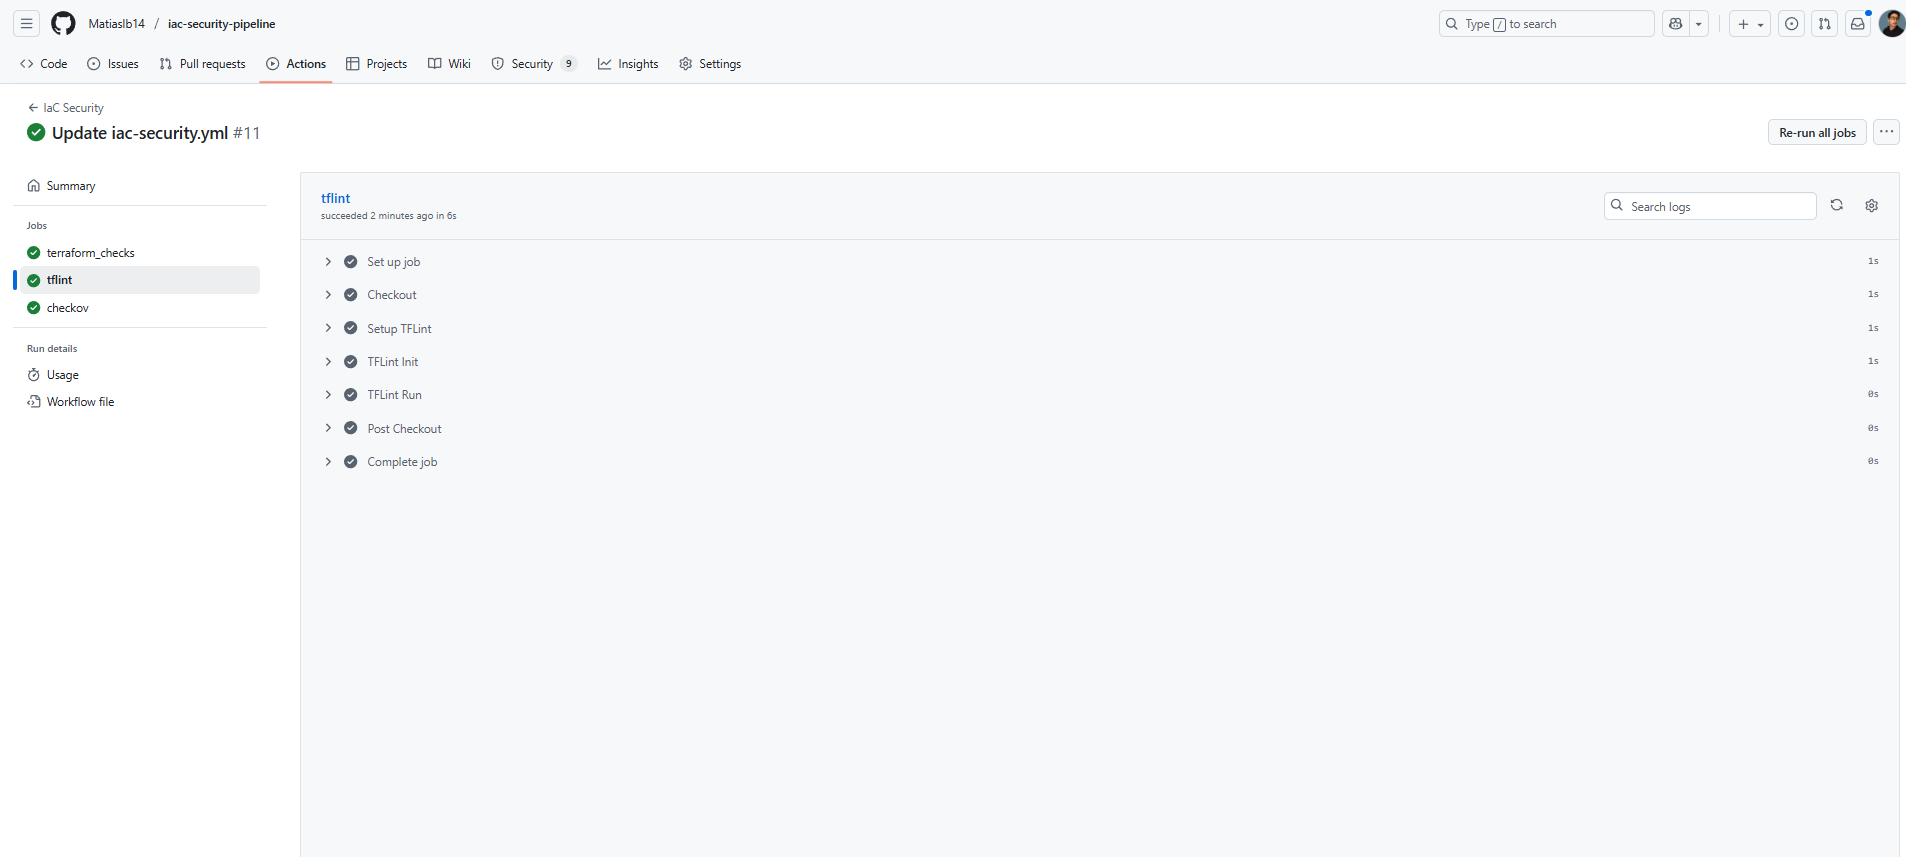 Matiaslb14 / iac-security-pipeline
Type / to search
Code
Issues
Pull requests
Actions
Projects
Wiki
Security 9
Insights
Settings
IaC Security
Update iac-security.yml #11
Re-run all jobs
Summary
Jobs
terraform_checks
tflint
checkov
Run details
Usage
Workflow file
tflint
succeeded 2 minutes ago in 6s
Search logs
Set up job 1s
Checkout 1s
Setup TFLint 1s
TFLint Init 1s
TFLint Run 0s
Post Checkout 0s
Complete job 0s